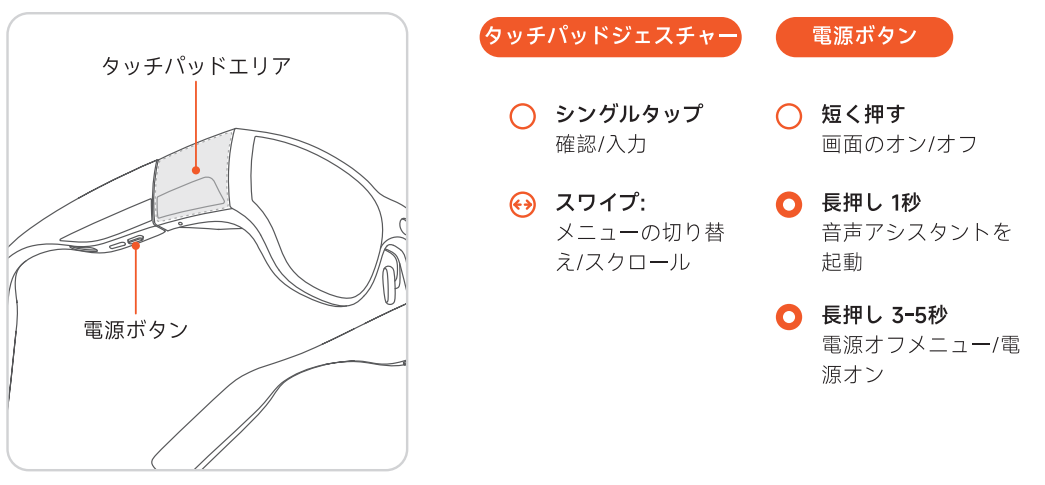 タッチパッドエリア
電源ボタン
タッチパッドジェスチャー
シングルタップ
確認/入力
スワイプ:
メニューの切り替
え/スクロール
電源ボタン
短く押す
画面のオン/オフ
長押し 1秒
音声アシスタントを
起動
長押し 3-5秒
電源オフメニュー/電
源オン